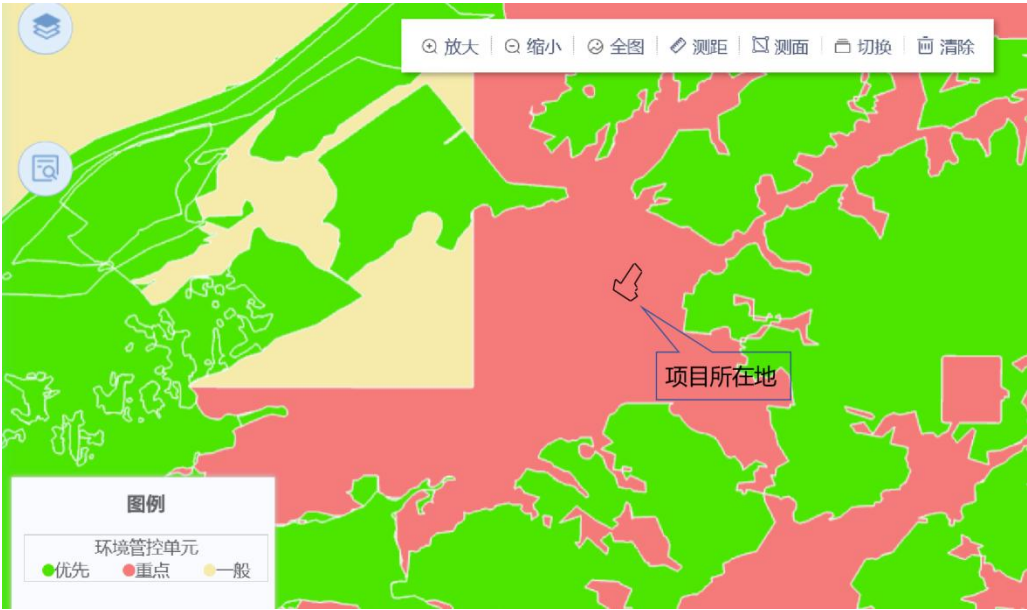 放大 缩小 全图 测距 测面 切换 清除
项目所在地
图例
环境管控单元
优先 重点 一般